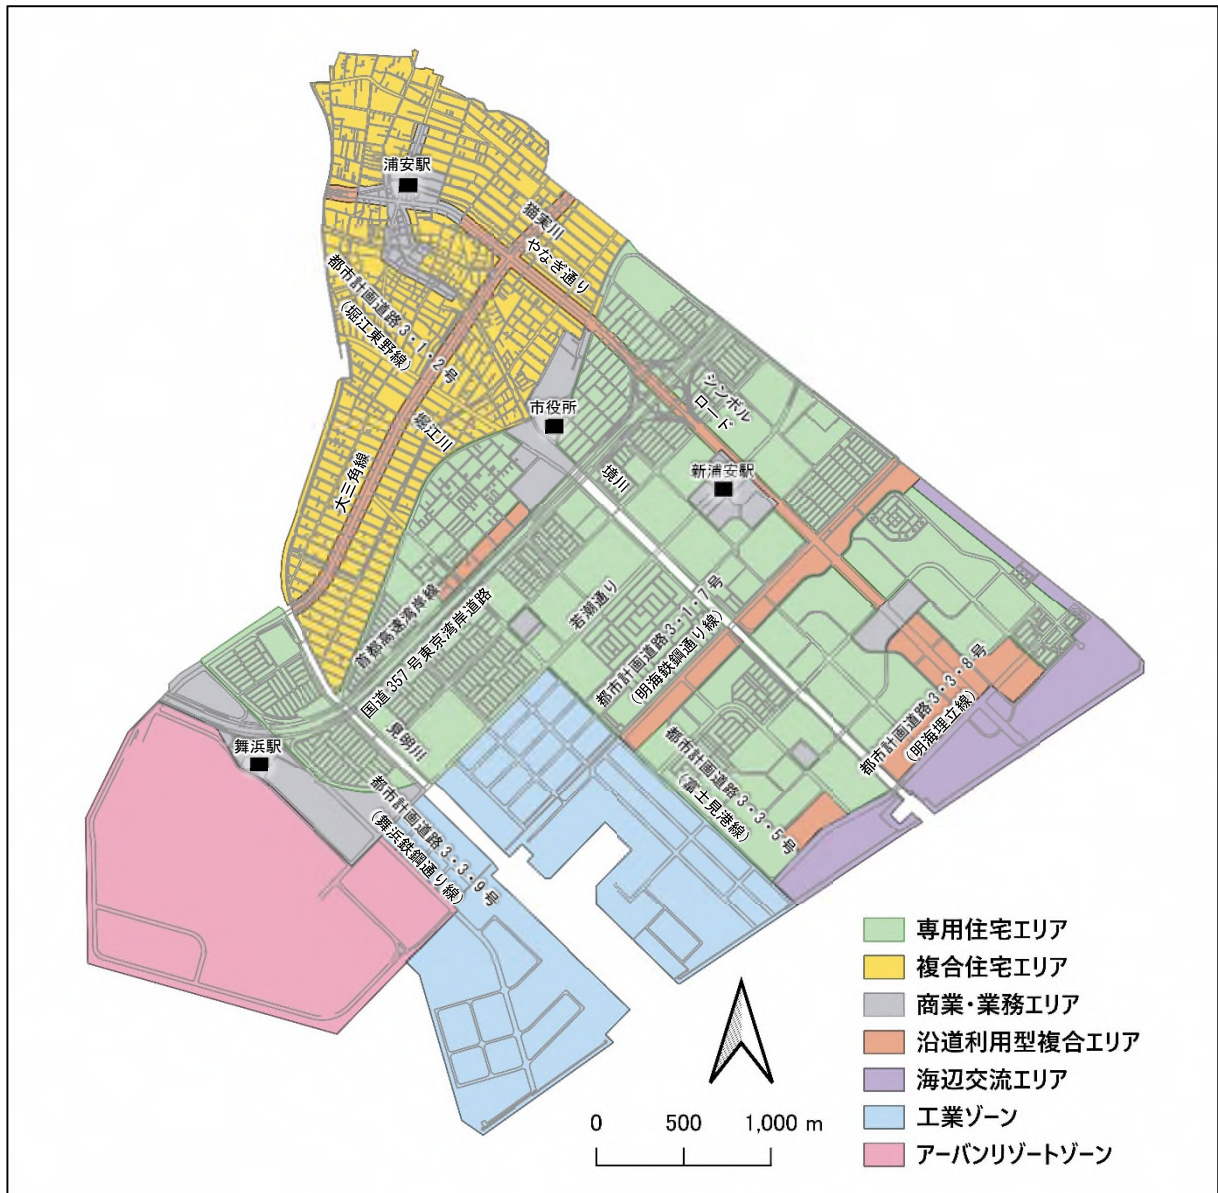 浦安駅
猫実川
やなぎ通り
都市計画道路3・1・2号
(堀江東野線)
シンボル
ロード
市役所
堀江川
大三角線
境川
新浦安駅
首都高速湾岸線
国道357号東京湾岸道路
若潮通り
都市計画道路3・1・7号
(明海鉄鋼通り線)
見明川
舞浜駅
都市計画道路3・3・8号
(明海埋立線)
都市計画道路3・3・5号
(富士見港線)
都市計画道路3・3・9号
(舞浜鉄鋼通り線)
専用住宅エリア
複合住宅エリア
商業・業務エリア
沿道利用型複合エリア
海辺交流エリア
工業ゾーン
アーバンリゾートゾーン
0 500 1,000 m